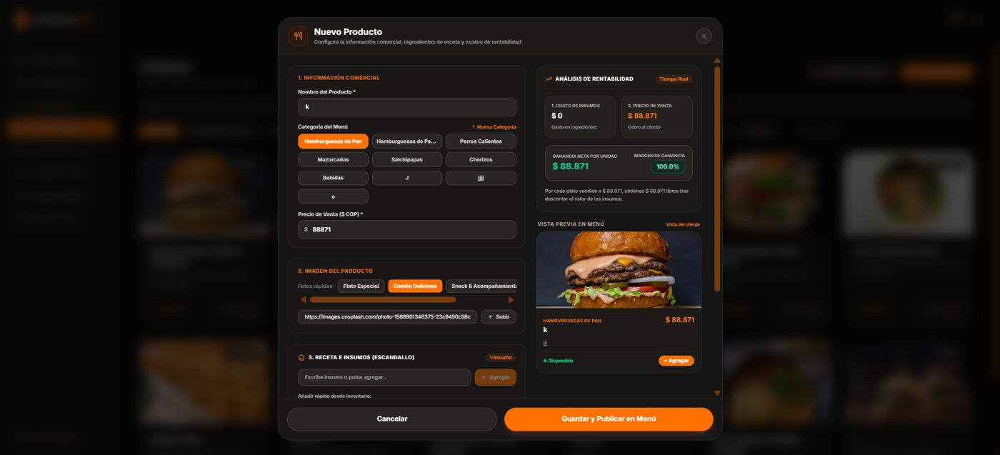 Nuevo Producto
Configura la información comercial, ingredientes de receta y costeo de rentabilidad
1. INFORMACIÓN COMERCIAL
Nombre del Producto *
k
Categoría del Menú
+ Nueva Categoría
Hamburguesas de Pan
Hamburguesas de Pa...
Perros Calientes
Mazorcadas
Salchipapas
Chorizos
Bebidas
J
jjjj
o
Precio de Venta ($ COP) *
$ 88871
2. IMAGEN DEL PRODUCTO
Fotos rápidas:
Plato Especial
Combo Delicioso
Snack & Acompañamient
https://images.unsplash.com/photo-1568901346375-23c9450c58c
+ Subir
3. RECETA E INSUMOS (ESCANDALLO)
1 insumo
Escribe insumo o pulsa agregar...
+ Agregar
Añadir rápido desde inventario:
ANÁLISIS DE RENTABILIDAD
Tiempo Real
1. COSTO DE INSUMOS
$ 0
Gasto en ingredientes
2. PRECIO DE VENTA
$ 88.871
Cobro al cliente
GANANCIA NETA POR UNIDAD
$ 88.871
MARGEN DE GANANCIA
100.0%
Por cada plato vendido a $ 88.871, obtienes $ 88.871 libres tras
descontar el valor de los insumos.
VISTA PREVIA EN MENÚ
Vista del cliente
HAMBURGUESAS DE PAN
$ 88.871
k
jjj
Disponible
+ Agregar
Cancelar
Guardar y Publicar en Menú